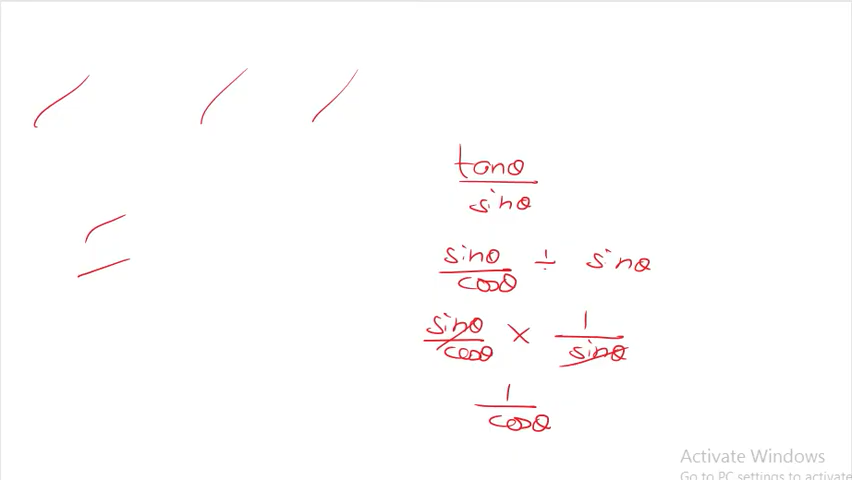 tanθ
sinθ
sinθ ÷ sinθ
cosθ
sinθ × 1
cosθ sinθ
1
cosθ
Activate Windows
Go to PC settings to activate